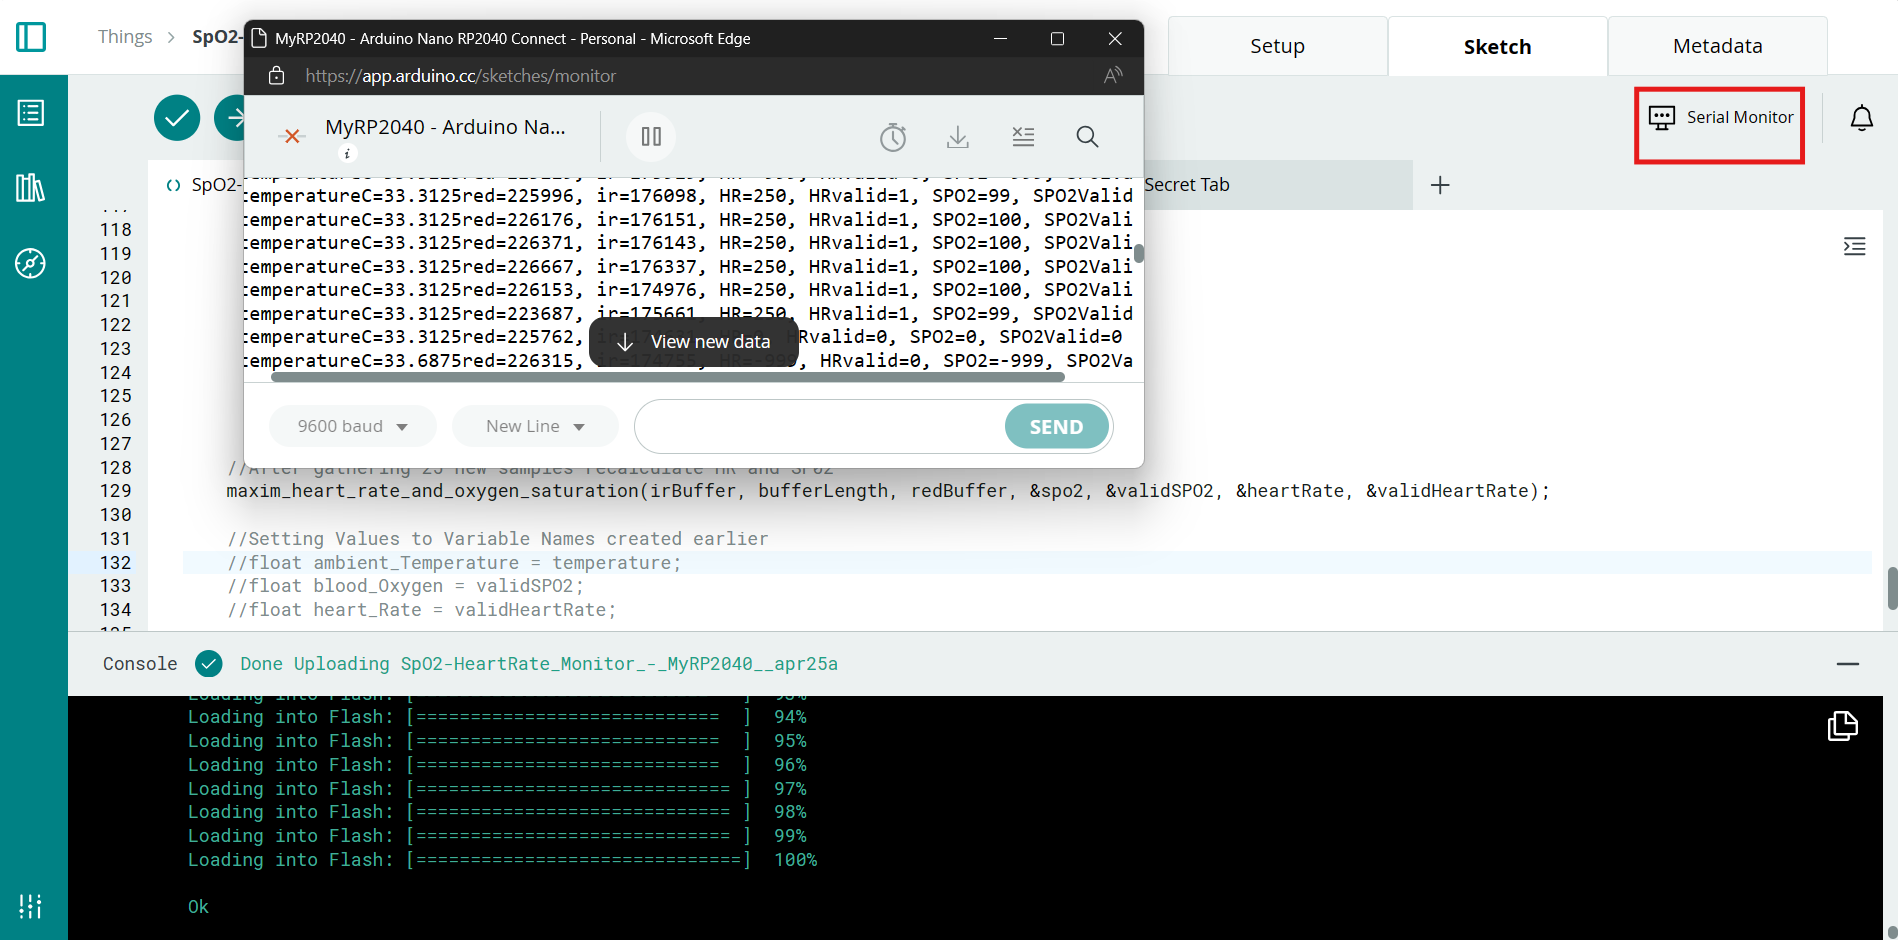 Things > SpO2-
MyRP2040 - Arduino Nano RP2040 Connect - Personal - Microsoft Edge
https://app.arduino.cc/sketches/monitor
Setup
Sketch
Metadata
MyRP2040 - Arduino Na...
Serial Monitor
SpO2-
Secret Tab
temperatureC=33.3125red=225996, ir=176098, HR=250, HRvalid=1, SPO2=99, SPO2Valid
temperatureC=33.3125red=226176, ir=176151, HR=250, HRvalid=1, SPO2=100, SPO2Vali
temperatureC=33.3125red=226371, ir=176143, HR=250, HRvalid=1, SPO2=100, SPO2Vali
temperatureC=33.3125red=226667, ir=176337, HR=250, HRvalid=1, SPO2=100, SPO2Vali
temperatureC=33.3125red=226153, ir=174976, HR=250, HRvalid=1, SPO2=100, SPO2Vali
temperatureC=33.3125red=223687, ir=175661, HR=250, HRvalid=1, SPO2=99, SPO2Valid
temperatureC=33.3125red=225762, HRvalid=0, SPO2=0, SPO2Valid=0
temperatureC=33.6875red=226315, ir=174755, HR=-999, HRvalid=0, SPO2=-999, SPO2Va
View new data
9600 baud
New Line
SEND
118
119
120
121
122
123
124
125
126
127
128 //After gathering 25 new samples recalculate HR and SPO2
129 maxim_heart_rate_and_oxygen_saturation(irBuffer, bufferLength, redBuffer, &spo2, &validSPO2, &heartRate, &validHeartRate);
130
131 //Setting Values to Variable Names created earlier
132 //float ambient_Temperature = temperature;
133 //float blood_Oxygen = validSPO2;
134 //float heart_Rate = validHeartRate;
Console Done Uploading SpO2-HeartRate_Monitor_-_MyRP2040__apr25a
Loading into Flash: [============================  ]  94%
Loading into Flash: [============================  ]  95%
Loading into Flash: [============================  ]  96%
Loading into Flash: [============================= ]  97%
Loading into Flash: [============================= ]  98%
Loading into Flash: [============================= ]  99%
Loading into Flash: [==============================]  100%
Ok